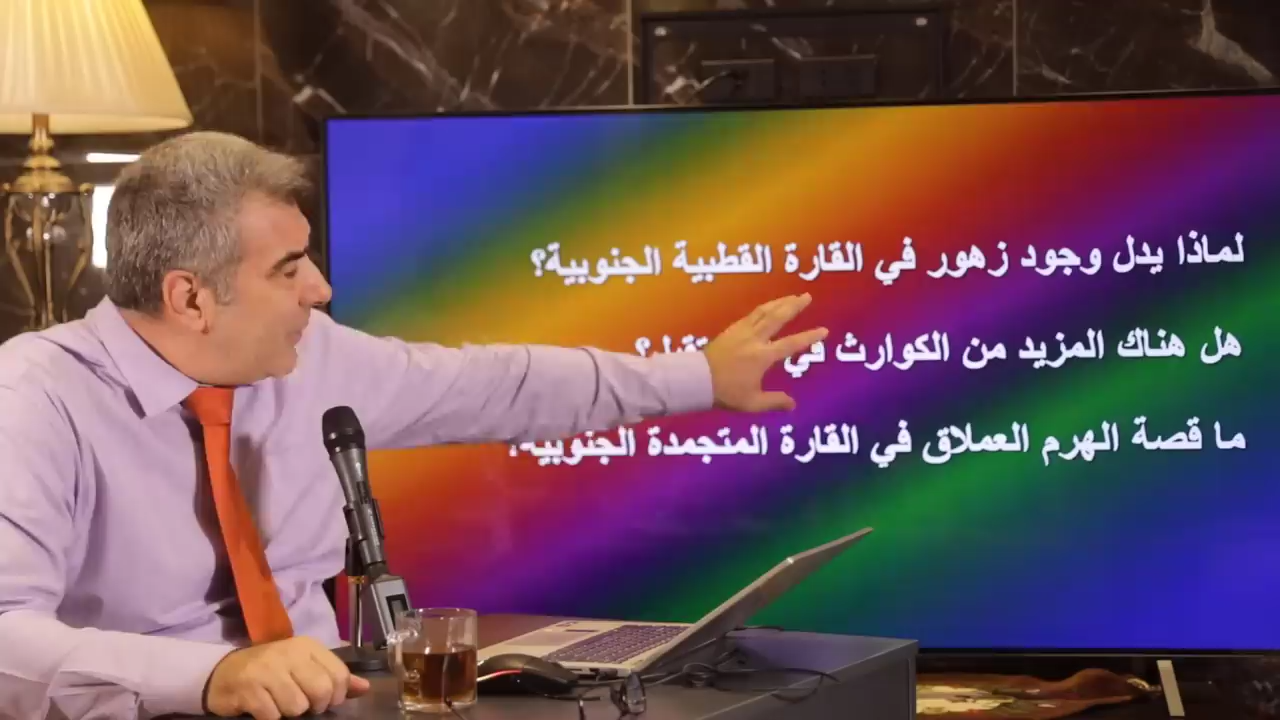 لماذا يدل وجود زهور في القارة القطبية الجنوبية؟
هل هناك المزيد من الكوارث في
ما قصة الهرم العملاق في القارة المتجمدة الجنوبية؟